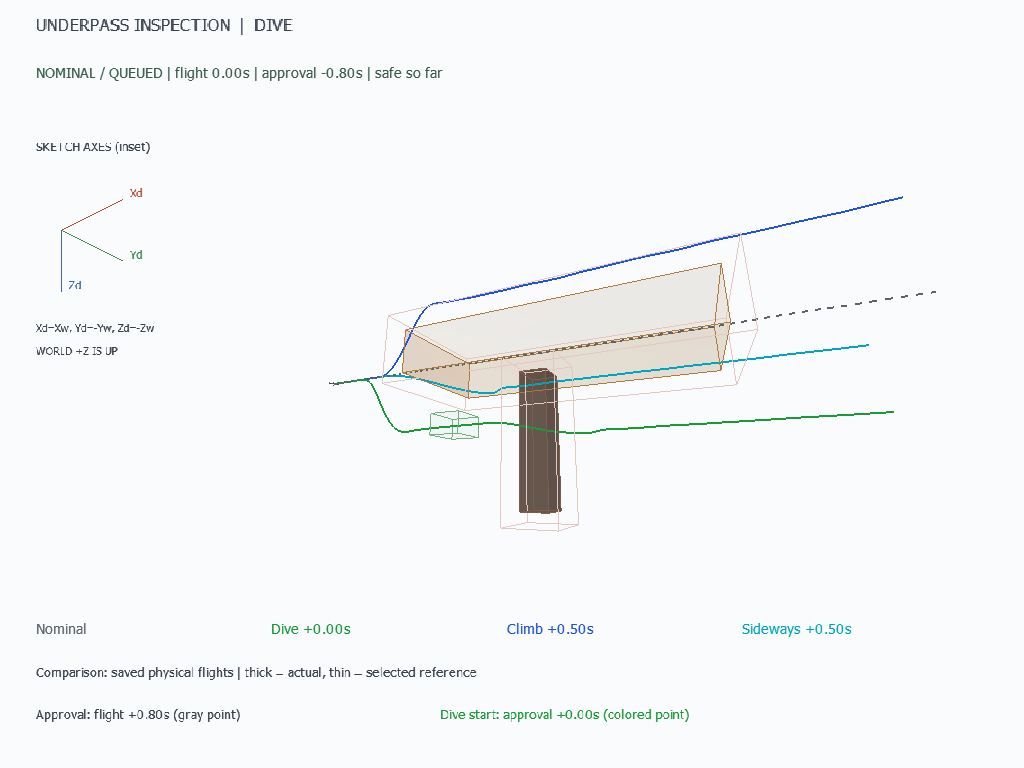 UNDERPASS INSPECTION | DIVE
NOMINAL / QUEUED | flight 0.00s | approval -0.80s | safe so far
SKETCH AXES (inset)
Xd
Yd
Zd
Xd=Xw, Yd=-Yw, Zd=-Zw
WORLD +Z IS UP
Nominal
Dive +0.00s
Climb +0.50s
Sideways +0.50s
Comparison: saved physical flights | thick = actual, thin = selected reference
Approval: flight +0.80s (gray point)
Dive start: approval +0.00s (colored point)